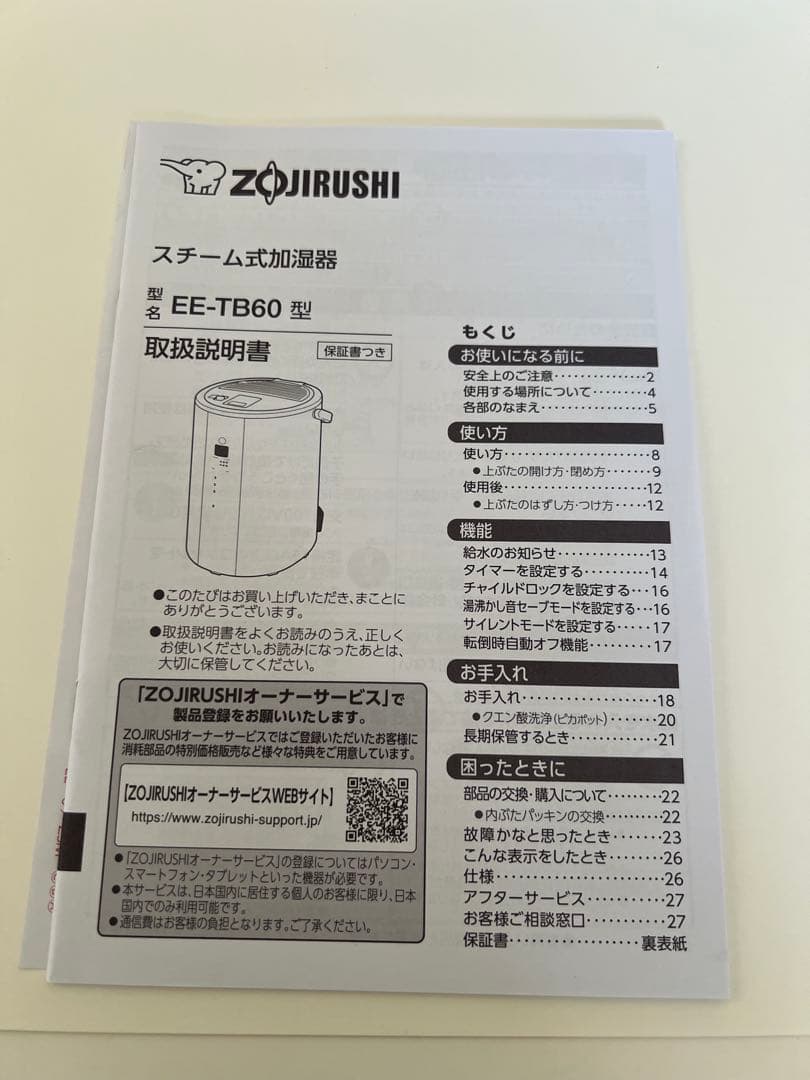 ZOJIRUSHI
スチーム式加湿器
型名 EE-TB60 型
取扱説明書 保証書つき
●このたびはお買い上げいただき、まことに
ありがとうございます。
●取扱説明書をよくお読みのうえ、正しく
お使いください。お読みになったあとは、
大切に保管してください。
「ZOJIRUSHIオーナーサービス」で
製品登録をお願いいたします。
ZOJIRUSHIオーナーサービスではご登録いただいたお客様に
消耗部品の特別価格販売など様々な特典をご用意しています。
[ZOJIRUSHIオーナーサービスWEBサイト]
https://www.zojirushi-support.jp/
●「ZOJIRUSHIオーナーサービス」の登録についてはパソコン・
スマートフォン・タブレットといった機器が必要です。
●本サービスは、日本国内に居住する個人のお客様に限り、日本
国内でのみ利用可能です。
●通信費はお客様の負担となります。ご了承ください。
もくじ
お使いになる前に
安全上のご注意・・・・・・・・・・・・・・・2
使用する場所について・・・・・・・・・4
各部のなまえ・・・・・・・・・・・・・・・・・5
使い方
使い方・・・・・・・・・・・・・・・・・・・・・・8
●上ぶたの開け方・閉め方・・・・・・・9
使用後・・・・・・・・・・・・・・・・・・・・・12
●上ぶたのはずし方・つけ方・・・・・12
機能
給水のお知らせ・・・・・・・・・・・・・13
タイマーを設定する・・・・・・・・・・14
チャイルドロックを設定する・・・16
湯沸かし音セーブモードを設定する・・・16
サイレントモードを設定する・・・・・17
転倒時自動オフ機能・・・・・・・・・17
お手入れ
お手入れ・・・・・・・・・・・・・・・・・・・18
●クエン酸洗浄(ピカポット)・・・・・・・20
長期保管するとき・・・・・・・・・・・・21
困ったときに
部品の交換・購入について・・・・・・・・・22
●内ぶたパッキンの交換・・・・・・・・・22
故障かなと思ったとき・・・・・・・・・23
こんな表示をしたとき・・・・・・・・・26
仕様・・・・・・・・・・・・・・・・・・・・・・・26
アフターサービス・・・・・・・・・・・・27
お客様ご相談窓口・・・・・・・・・・・・27
保証書・・・・・・・・・・・・・・・・・・・裏表紙